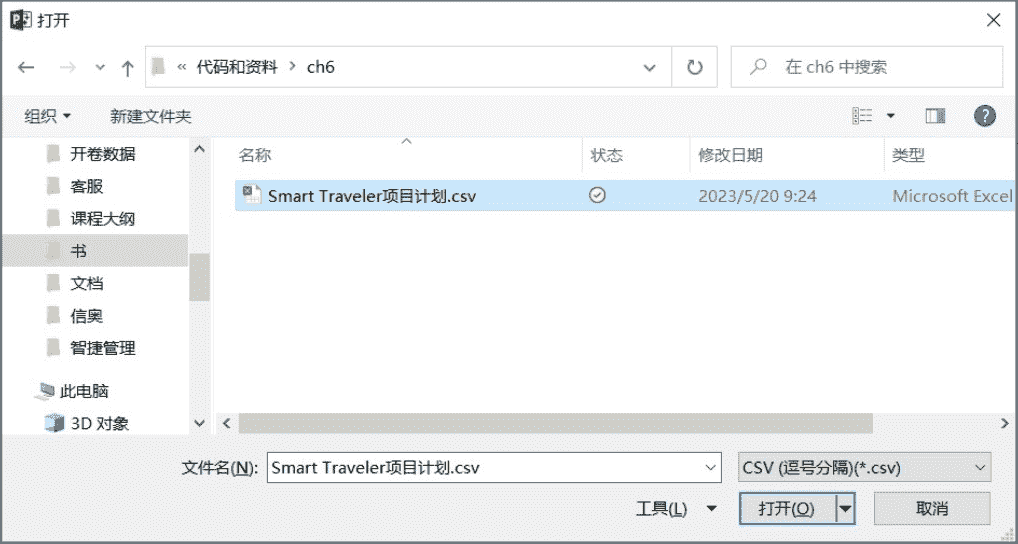 打开
« 代码和资料 > ch6
在 ch6 中搜索
组织 新建文件夹
名称 状态 修改日期 类型
Smart Traveler项目计划.csv 2023/5/20 9:24 Microsoft Excel
开卷数据
客服
课程大纲
书
文档
信奥
智捷管理
此电脑
3D 对象
文件名(N): Smart Traveler项目计划.csv CSV (逗号分隔)(*.csv)
工具(L) 打开(O) 取消